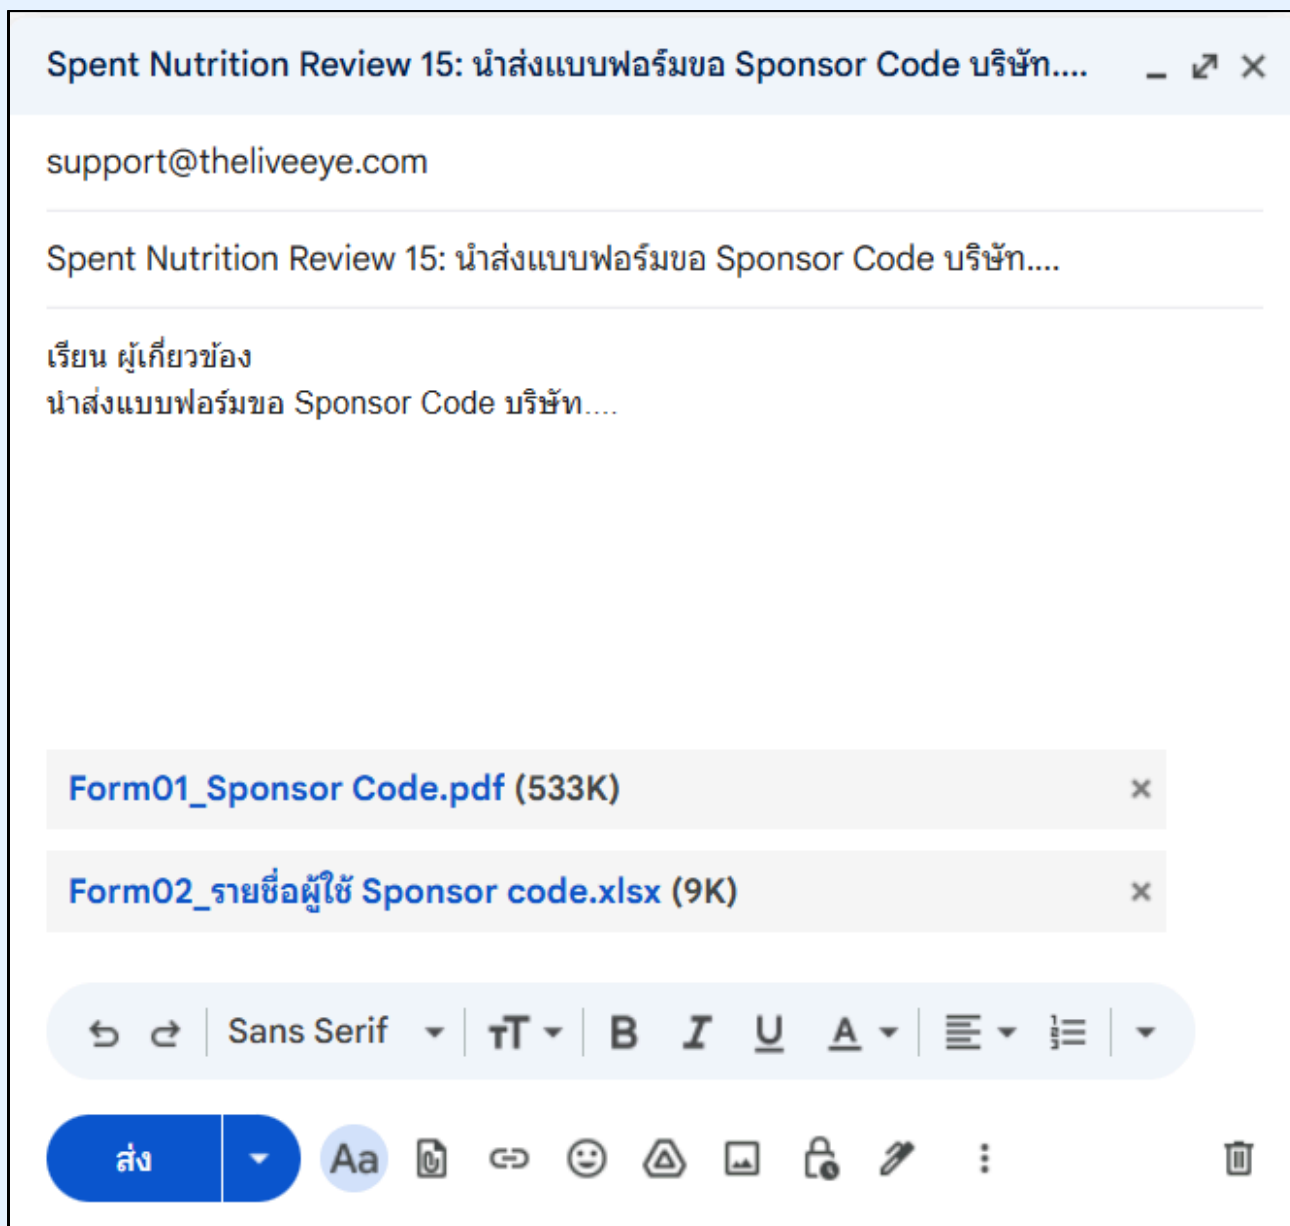 Spent Nutrition Review 15: นำส่งแบบฟอร์มขอ Sponsor Code บริษัท....
support@theliveeye.com
Spent Nutrition Review 15: นำส่งแบบฟอร์มขอ Sponsor Code บริษัท....
เรียน ผู้เกี่ยวข้อง
นำส่งแบบฟอร์มขอ Sponsor Code บริษัท....
Form01_Sponsor Code.pdf (533K)
Form02_รายชื่อผู้ใช้ Sponsor code.xlsx (9K)
Sans Serif
ส่ง